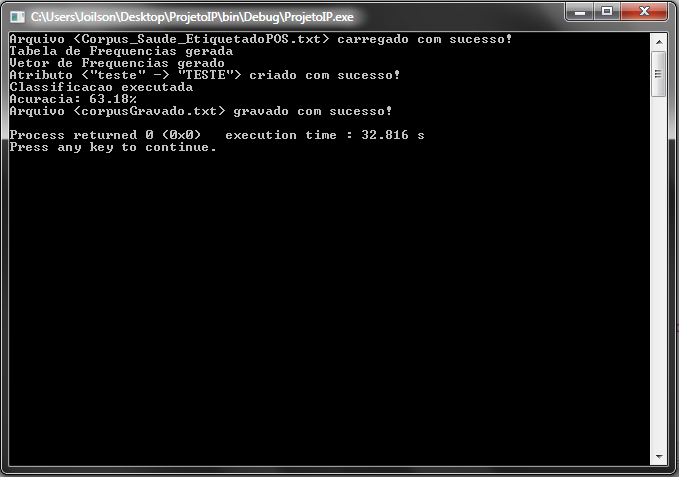 C:\Users\Joilson\Desktop\ProjetoIP\bin\Debug\ProjetoIP.exe
Arquivo <Corpus_Saude_EtiquetadoPOS.txt> carregado com sucesso!
Tabela de Frequencias gerada
Vetor de Frequencias gerado
Atributo <"teste" -> "TESTE"> criado com sucesso!
Classificacao executada
Acuracia: 63.18%
Arquivo <corpusGravado.txt> gravado com sucesso!
Process returned 0 (0x0)   execution time : 32.816 s
Press any key to continue.